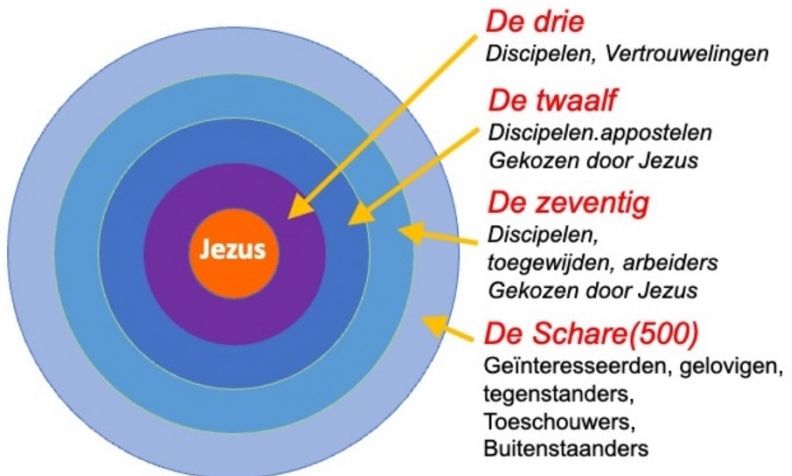 De drie
Discipelen, Vertrouwelingen
De twaalf
Discipelen.appostelen
Gekozen door Jezus
De zeventig
Discipelen,
toegewijden, arbeiders
Gekozen door Jezus
De Schare(500)
Geïnteresseerden, gelovigen,
tegenstanders,
Toeschouwers,
Buitenstaanders
Jezus